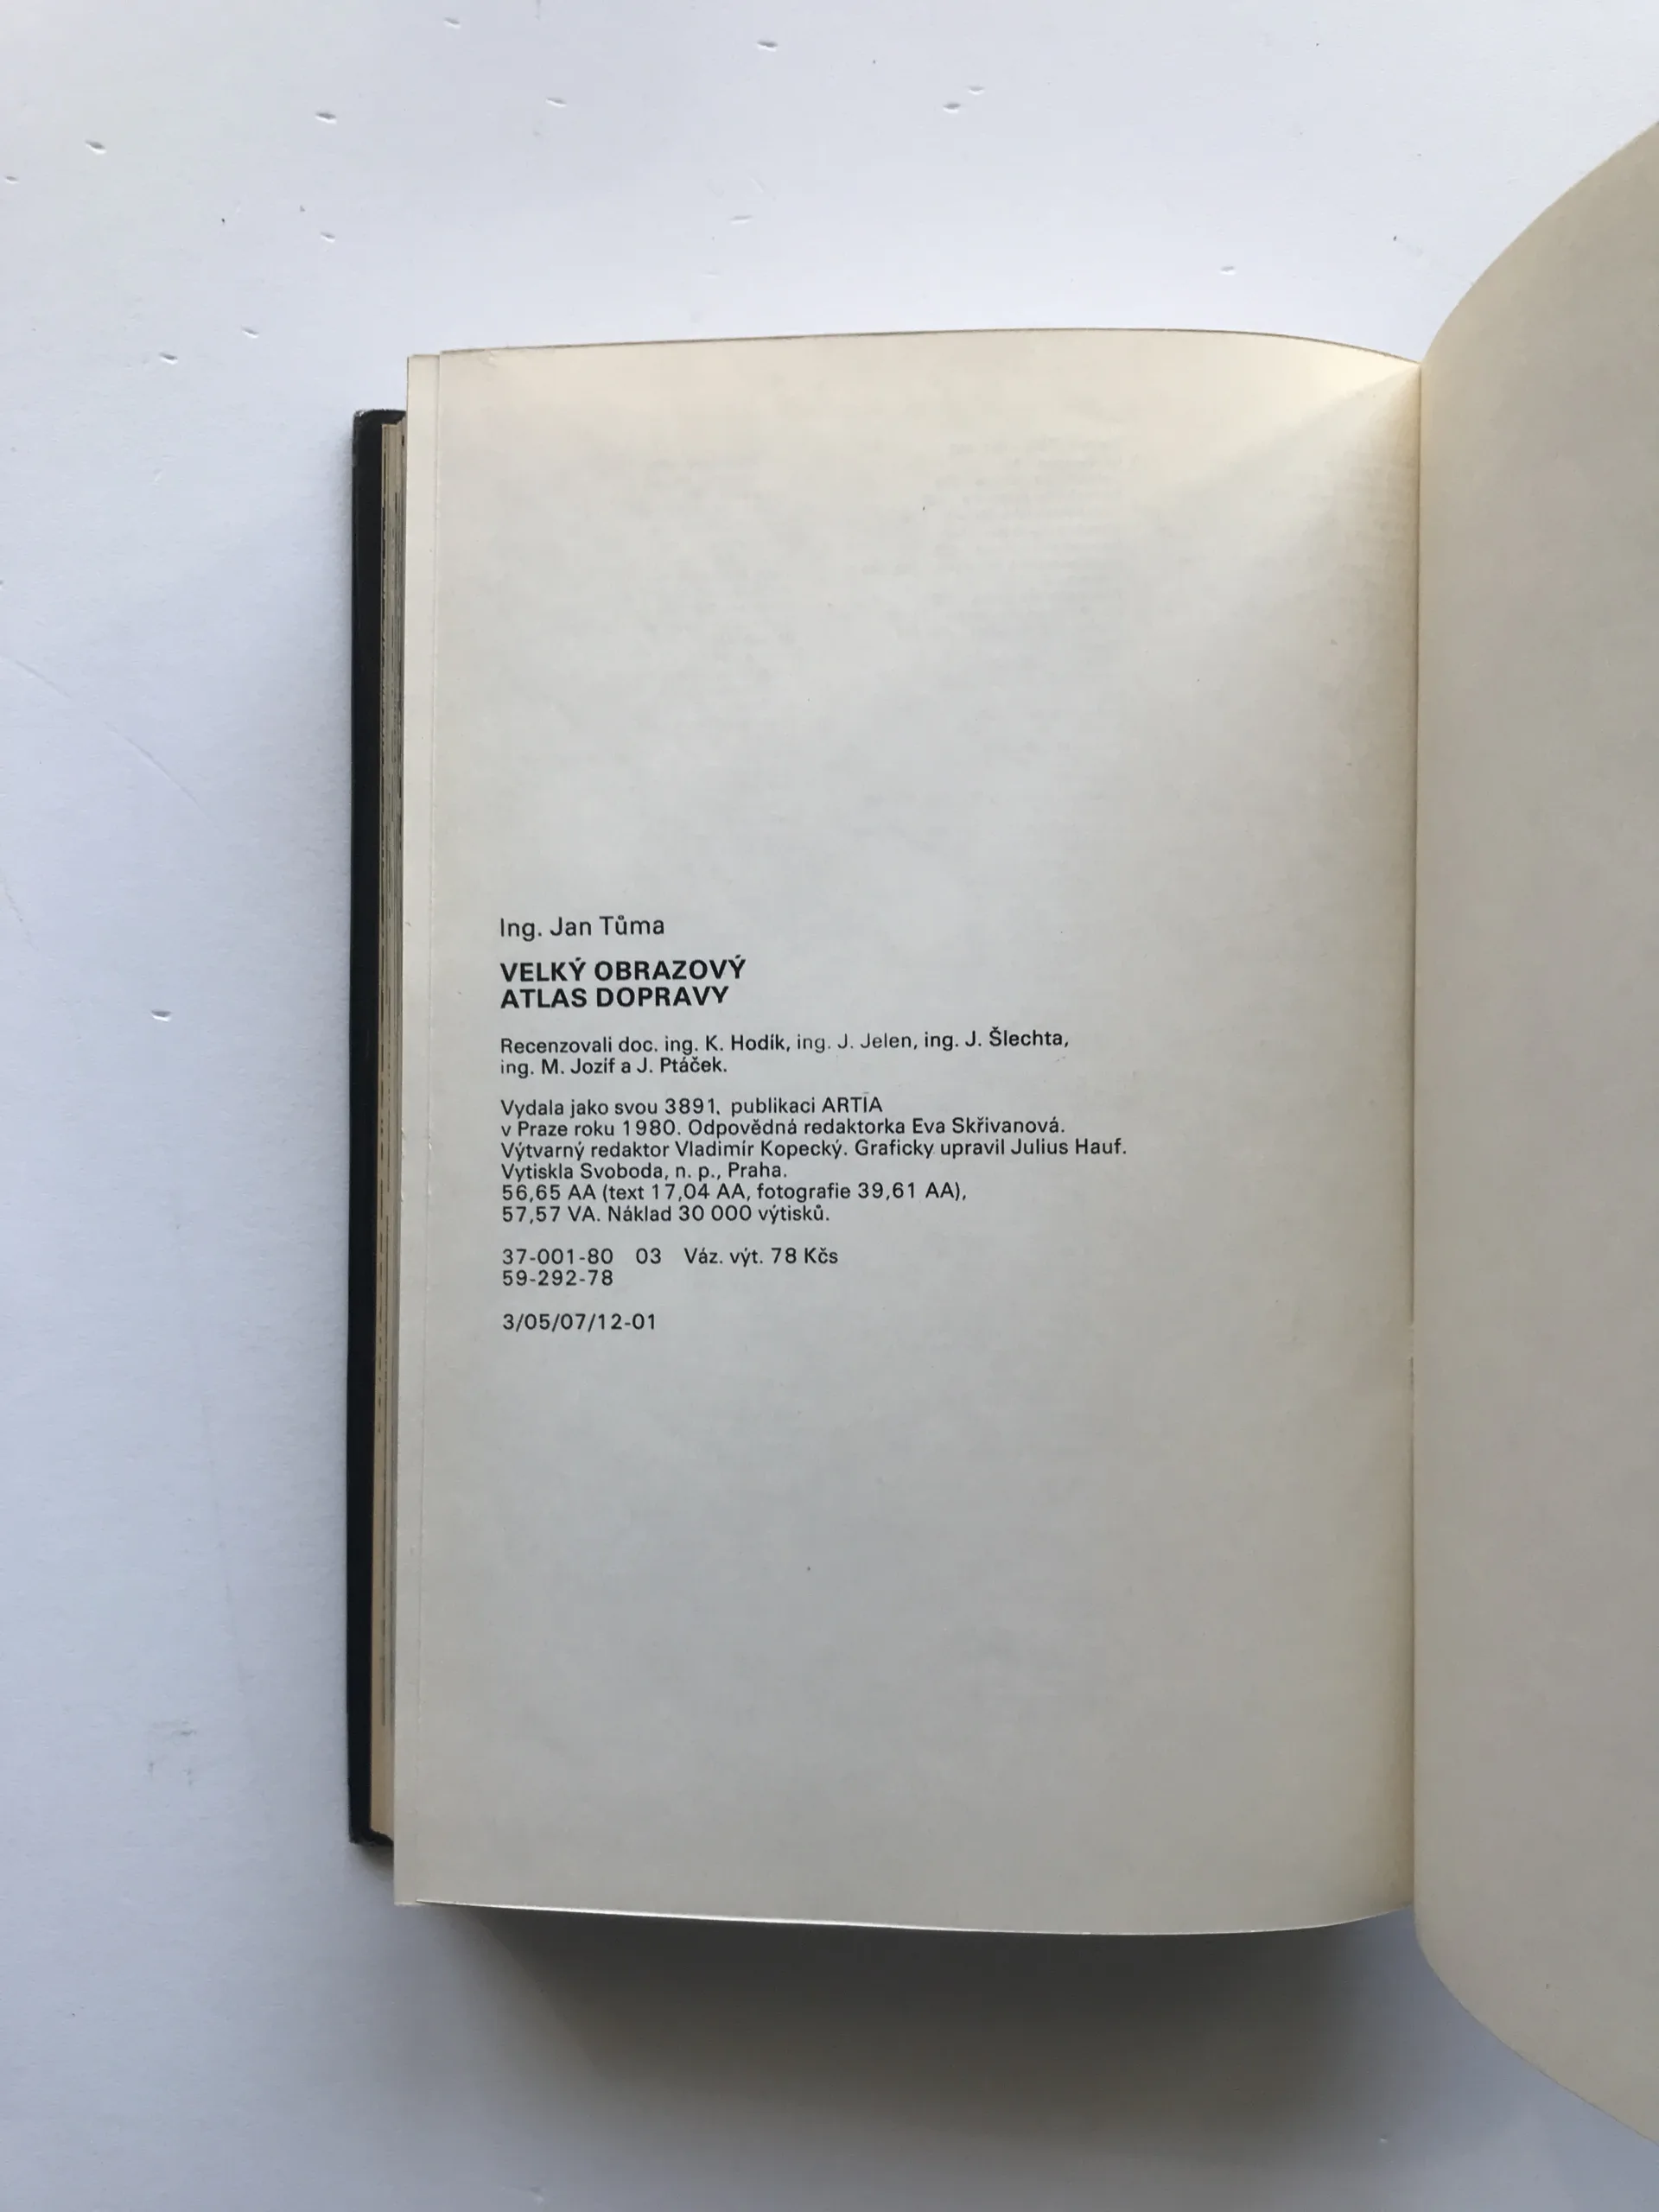 Ing. Jan Tůma
VELKÝ OBRAZOVÝ
ATLAS DOPRAVY
Recenzovali doc. ing. K. Hodík, ing. J. Jelen, ing. J. Šlechta,
ing. M. Jozíf a J. Ptáček.
Vydala jako svou 3891. publikaci ARTIA
v Praze roku 1980. Odpovědná redaktorka Eva Skřivanová.
Výtvarný redaktor Vladimír Kopecký. Graficky upravil Julius Hauf.
Vytiskla Svoboda, n. p., Praha.
56,65 AA (text 17,04 AA, fotografie 39,61 AA),
57,57 VA. Náklad 30 000 výtisků.
37-001-80 03 Váz. výt. 78 Kčs
59-292-78
3/05/07/12-01